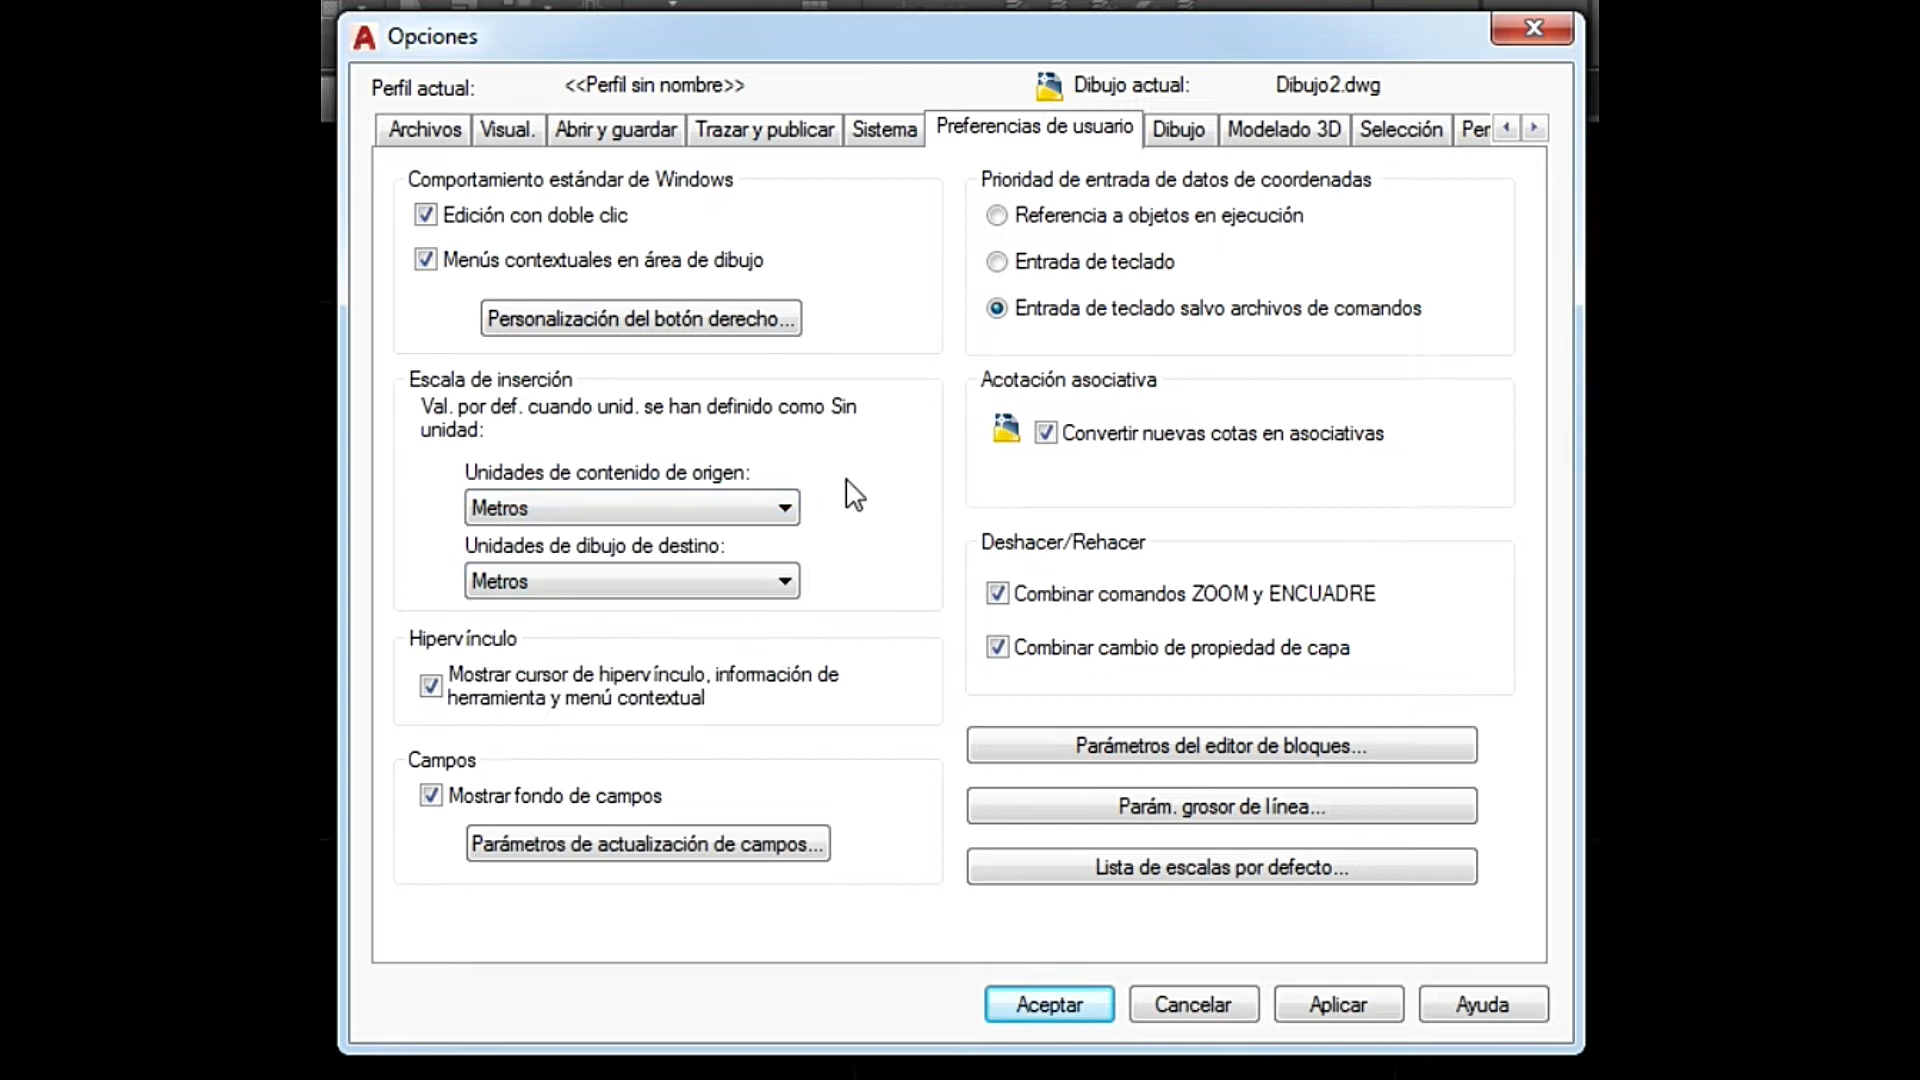 Opciones
Perfil actual: <<Perfil sin nombre>> Dibujo actual: Dibujo2.dwg
Archivos Visual. Abrir y guardar Trazar y publicar Sistema Preferencias de usuario Dibujo Modelado 3D Selección Per
Comportamiento estándar de Windows
Edición con doble clic
Menús contextuales en área de dibujo
Personalización del botón derecho...
Escala de inserción
Val. por def. cuando unid. se han definido como Sin
unidad:
Unidades de contenido de origen:
Metros
Unidades de dibujo de destino:
Metros
Hipervínculo
Mostrar cursor de hipervínculo, información de
herramienta y menú contextual
Campos
Mostrar fondo de campos
Parámetros de actualización de campos...
Prioridad de entrada de datos de coordenadas
Referencia a objetos en ejecución
Entrada de teclado
Entrada de teclado salvo archivos de comandos
Acotación asociativa
Convertir nuevas cotas en asociativas
Deshacer/Rehacer
Combinar comandos ZOOM y ENCUADRE
Combinar cambio de propiedad de capa
Parámetros del editor de bloques...
Parám. grosor de línea...
Lista de escalas por defecto...
Aceptar Cancelar Aplicar Ayuda